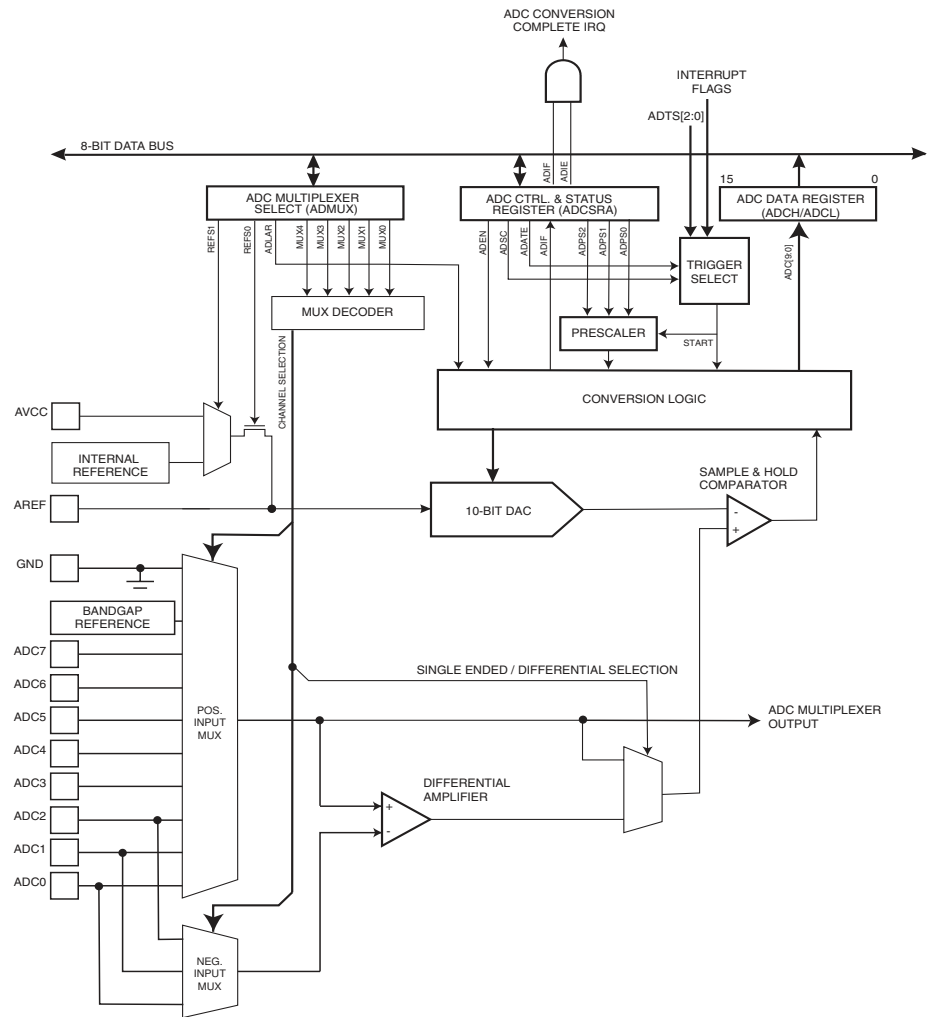 ADC CONVERSION
COMPLETE IRQ
INTERRUPT
FLAGS
ADTS[2:0]
8-BIT DATA BUS
ADIF
ADIE
15
0
ADC MULTIPLEXER
SELECT (ADMUX)
ADC CTRL. & STATUS
REGISTER (ADCSRA)
ADC DATA REGISTER
(ADCH/ADCL)
REFS1
REFS0
ADLAR
MUX4
MUX3
MUX2
MUX1
MUX0
ADEN
ADSC
ADATE
ADIF
ADPS2
ADPS1
ADPS0
ADC[9:0]
TRIGGER
SELECT
MUX DECODER
PRESCALER
START
CHANNEL SELECTION
CONVERSION LOGIC
AVCC
INTERNAL
REFERENCE
SAMPLE & HOLD
COMPARATOR
AREF
10-BIT DAC
-
+
GND
BANDGAP
REFERENCE
ADC7
ADC6
ADC5
ADC4
ADC3
ADC2
ADC1
ADC0
POS.
INPUT
MUX
SINGLE ENDED / DIFFERENTIAL SELECTION
ADC MULTIPLEXER
OUTPUT
DIFFERENTIAL
AMPLIFIER
+
-
NEG.
INPUT
MUX